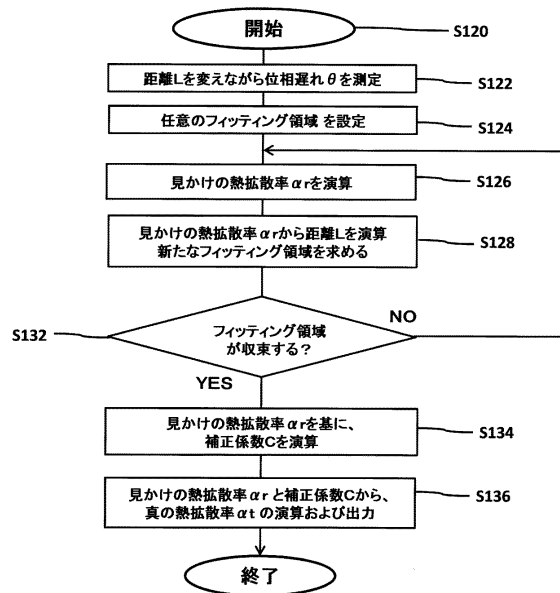 開始
S120
距離Lを変えながら位相遅れθを測定
S122
任意のフィッティング領域 を設定
S124
見かけの熱拡散率αrを演算
S126
見かけの熱拡散率αrから距離Lを演算
新たなフィッティング領域を求める
S128
フィッティング領域
が収束する?
S132
NO
YES
見かけの熱拡散率αrを基に、
補正係数Cを演算
S134
見かけの熱拡散率αrと補正係数Cから、
真の熱拡散率αtの演算および出力
S136
終了